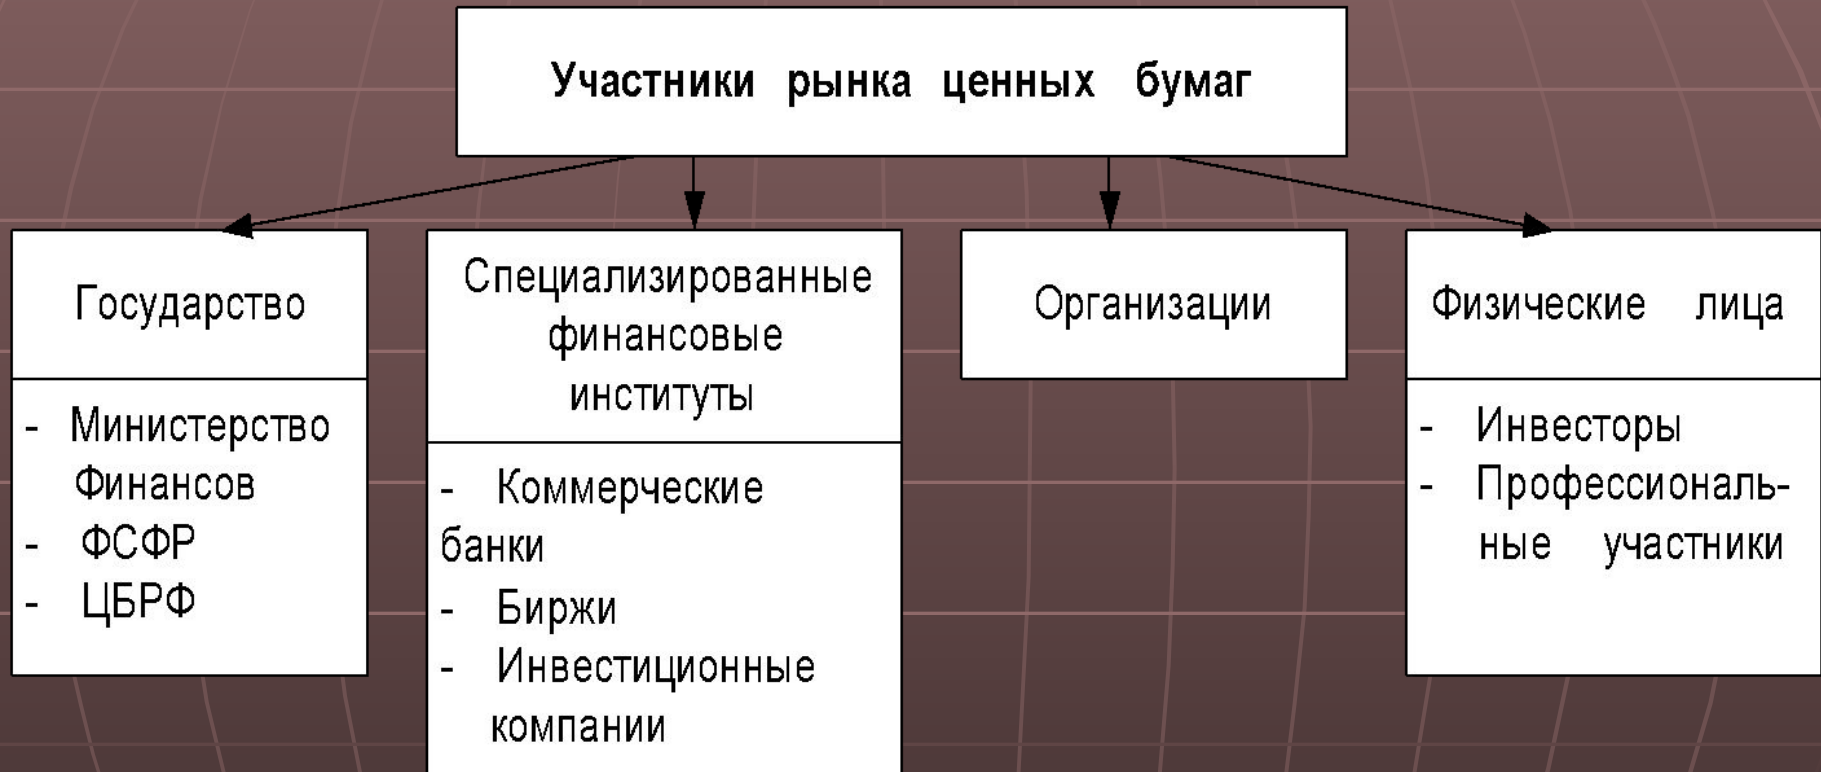 Участники рынка ценных бумаг
Государство
- Министерство
Финансов
- ФСФР
- ЦБРФ
Специализированные
финансовые
институты
- Коммерческие
банки
- Биржи
- Инвестиционные
компании
Организации
Физические лица
- Инвесторы
- Профессиональ-
ные участники